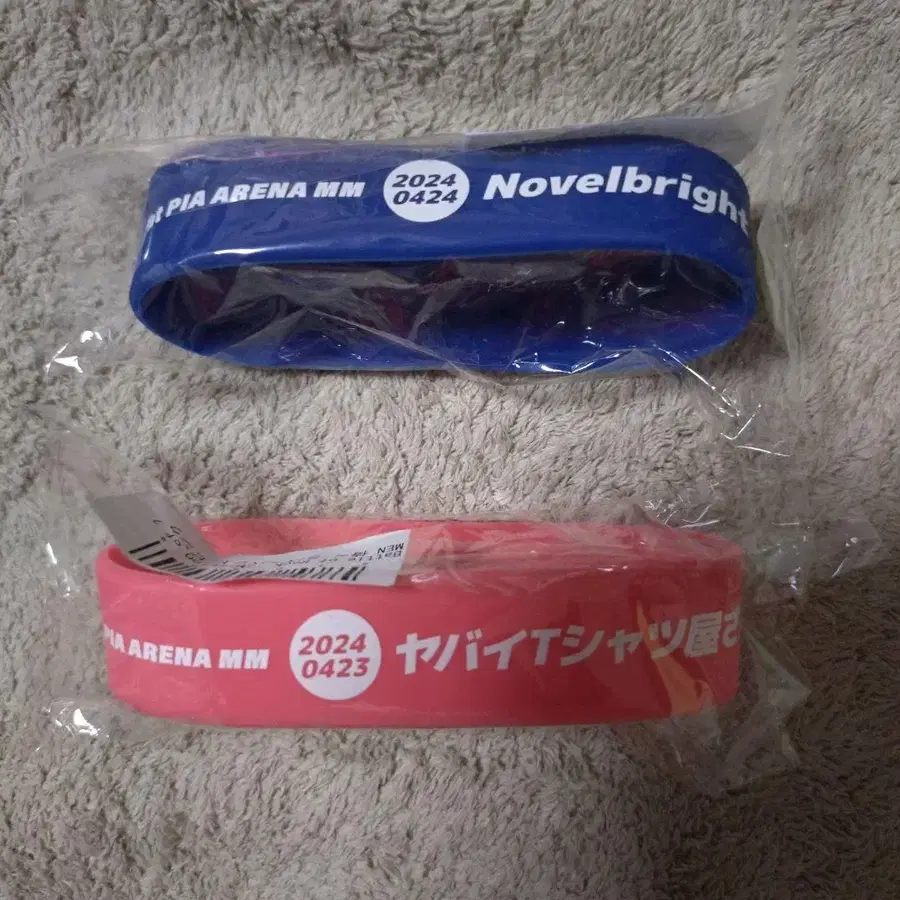 at PIA ARENA MM 2024 0424 Novelbright
PIA ARENA MM 2024 0423 ヤバイTシャツ屋さ
MEN